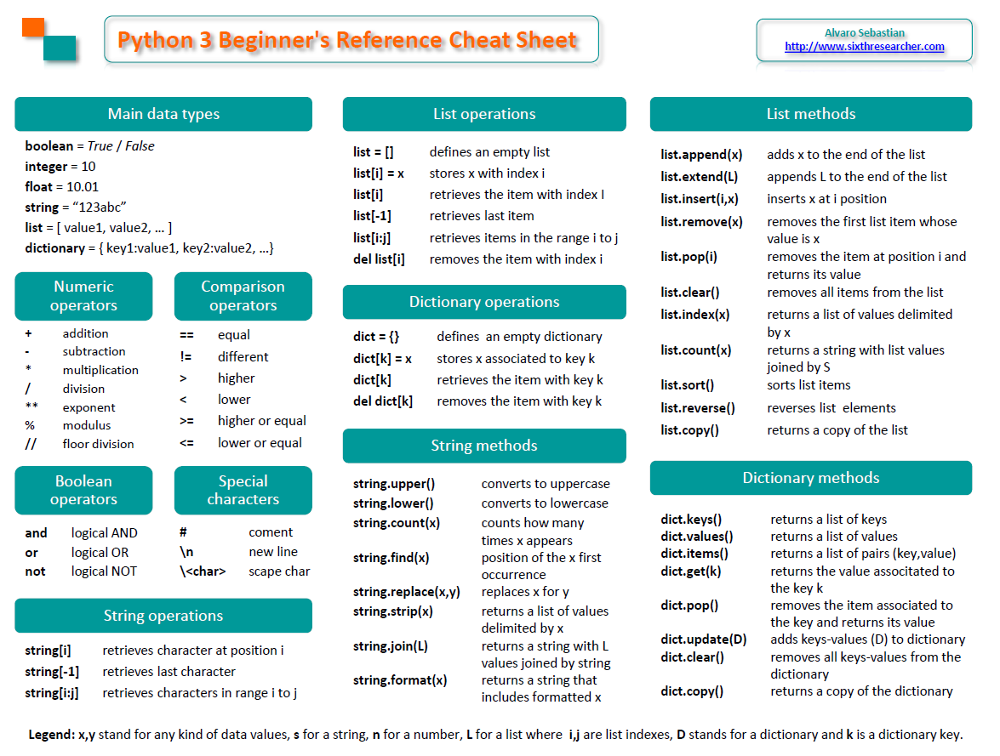 Python 3 Beginner's Reference Cheat Sheet
Alvaro Sebastian
http://www.sixthresearcher.com
Main data types
boolean = True / False
integer = 10
float = 10.01
string = “123abc”
list = [ value1, value2, … ]
dictionary = { key1:value1, key2:value2, …}
Numeric
operators
+ addition
- subtraction
* multiplication
/ division
** exponent
% modulus
// floor division
Comparison
operators
== equal
!= different
> higher
< lower
>= higher or equal
<= lower or equal
Boolean
operators
and logical AND
or logical OR
not logical NOT
Special
characters
# coment
\n new line
\<char> scape char
String operations
string[i] retrieves character at position i
string[-1] retrieves last character
string[i:j] retrieves characters in range i to j
List operations
list = [] defines an empty list
list[i] = x stores x with index i
list[i] retrieves the item with index I
list[-1] retrieves last item
list[i:j] retrieves items in the range i to j
del list[i] removes the item with index i
Dictionary operations
dict = {} defines an empty dictionary
dict[k] = x stores x associated to key k
dict[k] retrieves the item with key k
del dict[k] removes the item with key k
String methods
string.upper() converts to uppercase
string.lower() converts to lowercase
string.count(x) counts how many
times x appears
string.find(x) position of the x first
occurrence
string.replace(x,y) replaces x for y
string.strip(x) returns a list of values
delimited by x
string.join(L) returns a string with L
values joined by string
string.format(x) returns a string that
includes formatted x
List methods
list.append(x) adds x to the end of the list
list.extend(L) appends L to the end of the list
list.insert(i,x) inserts x at i position
list.remove(x) removes the first list item whose
value is x
list.pop(i) removes the item at position i and
returns its value
list.clear() removes all items from the list
list.index(x) returns a list of values delimited
by x
list.count(x) returns a string with list values
joined by S
list.sort() sorts list items
list.reverse() reverses list elements
list.copy() returns a copy of the list
Dictionary methods
dict.keys() returns a list of keys
dict.values() returns a list of values
dict.items() returns a list of pairs (key,value)
dict.get(k) returns the value associtated to
the key k
dict.pop() removes the item associated to
the key and returns its value
dict.update(D) adds keys-values (D) to dictionary
dict.clear() removes all keys-values from the
dictionary
dict.copy() returns a copy of the dictionary
Legend: x,y stand for any kind of data values, s for a string, n for a number, L for a list where i,j are list indexes, D stands for a dictionary and k is a dictionary key.